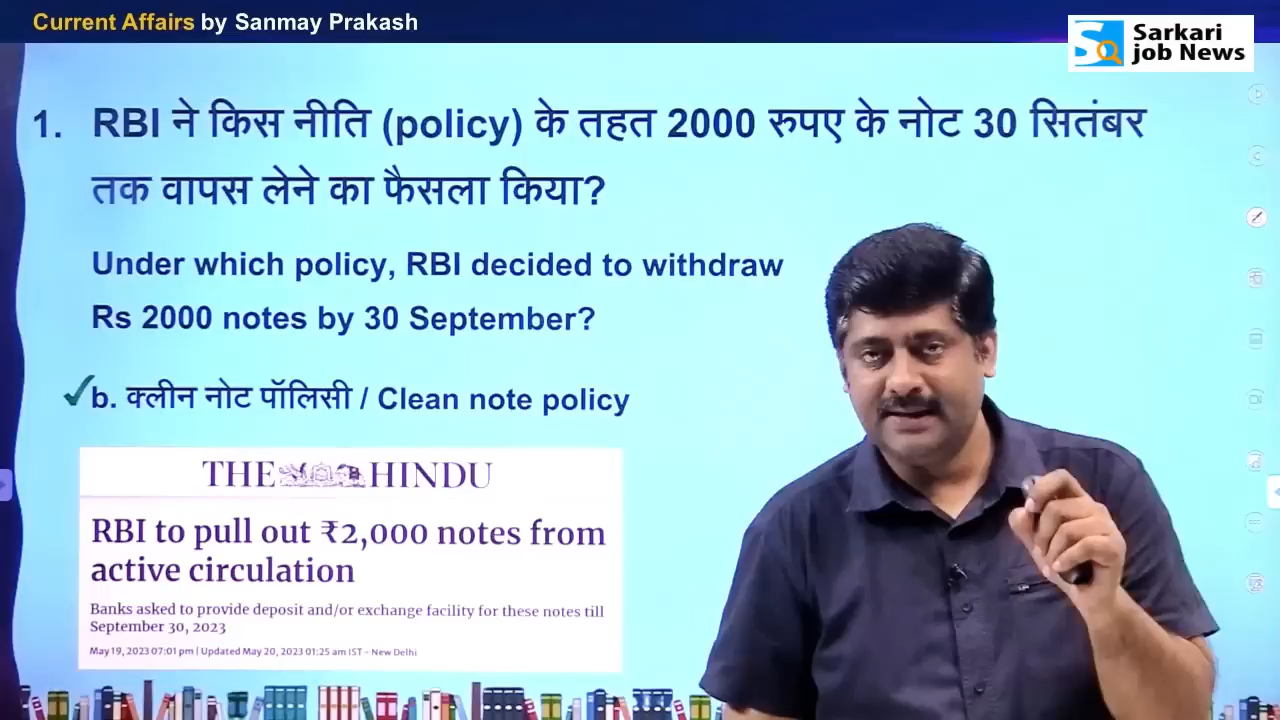 Current Affairs by Sanmay Prakash
Sarkari
job News
1. RBI ने किस नीति (policy) के तहत 2000 रुपए के नोट 30 सितंबर
तक वापस लेने का फैसला किया?
Under which policy, RBI decided to withdraw
Rs 2000 notes by 30 September?
b. क्लीन नोट पॉलिसी / Clean note policy
THE HINDU
RBI to pull out ₹2,000 notes from
active circulation
Banks asked to provide deposit and/or exchange facility for these notes till
September 30, 2023
May 19, 2023 07:01 pm | Updated May 20, 2023 01:25 am IST - New Delhi